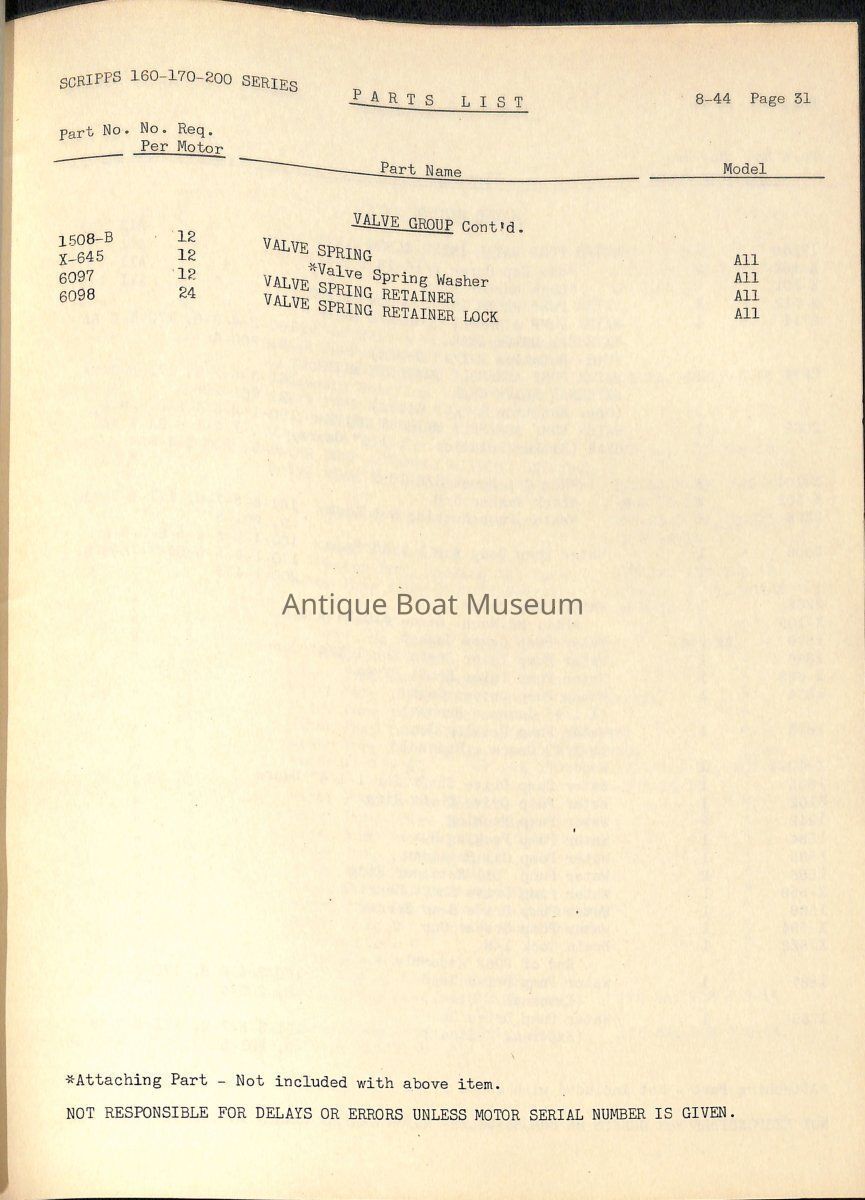 SCRIPPS 160-170-200 SERIES
PARTS LIST
8-44 Page 31
Part No. No. Req. Per Motor Part Name Model
VALVE GROUP Cont'd.
1508-B 12 VALVE SPRING All
X-645 12 *Valve Spring Washer All
6097 12 VALVE SPRING RETAINER All
6098 24 VALVE SPRING RETAINER LOCK All
Antique Boat Museum
*Attaching Part - Not included with above item.
NOT RESPONSIBLE FOR DELAYS OR ERRORS UNLESS MOTOR SERIAL NUMBER IS GIVEN.